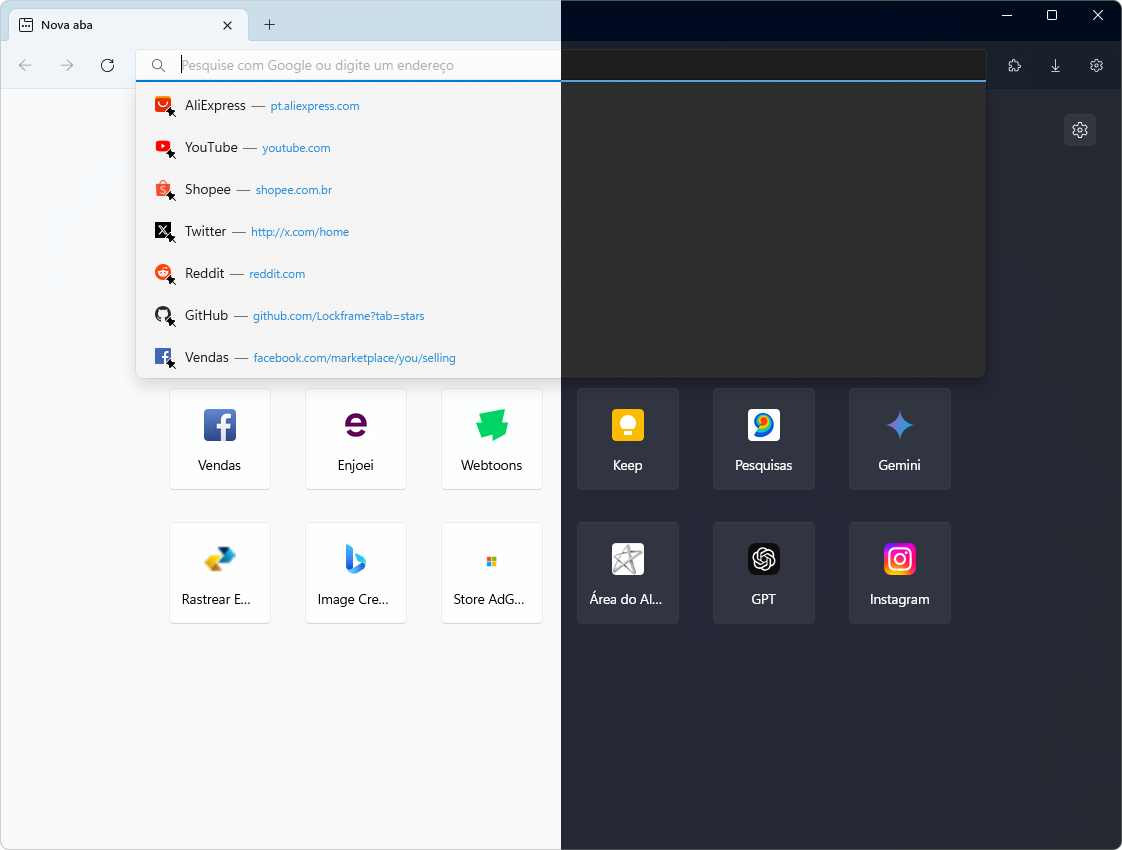 Nova aba
Pesquise com Google ou digite um endereço
AliExpress — pt.aliexpress.com
YouTube — youtube.com
Shopee — shopee.com.br
Twitter — http://x.com/home
Reddit — reddit.com
GitHub — github.com/Lockframe?tab=stars
Vendas — facebook.com/marketplace/you/selling
Vendas Enjoei Webtoons Keep Pesquisas Gemini
Rastrear E... Image Cre... Store AdG... Área do Al... GPT Instagram